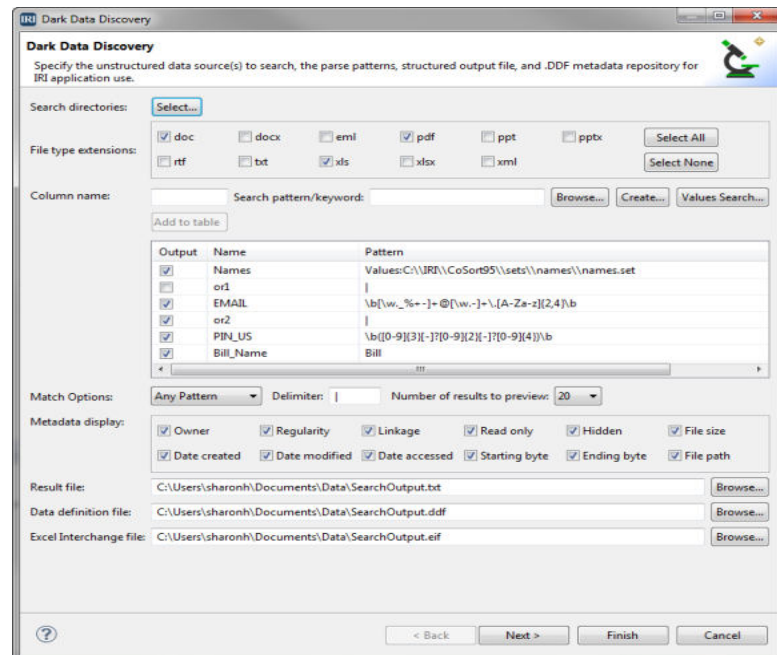 IRI Dark Data Discovery
Dark Data Discovery
Specify the unstructured data source(s) to search, the parse patterns, structured output file, and .DDF metadata repository for
IRI application use.
Search directories: Select...
File type extensions: doc docx eml pdf ppt pptx Select All
rtf txt xls xlsx xml Select None
Column name: Search pattern/keyword: Browse... Create... Values Search...
Add to table
Output Name Pattern
Names Values:C:\\IRI\\CoSort95\\sets\\names\\names.set
or1 |
EMAIL \b[\w._%+-]+@[\w.-]+\.[A-Za-z]{2,4}\b
or2 |
PIN_US \b([0-9]{3}[-]?[0-9]{2}[-]?[0-9]{4})\b
Bill_Name Bill
Match Options: Any Pattern Delimiter: | Number of results to preview: 20
Metadata display: Owner Regularity Linkage Read only Hidden File size
Date created Date modified Date accessed Starting byte Ending byte File path
Result file: C:\Users\sharonh\Documents\Data\SearchOutput.txt Browse...
Data definition file: C:\Users\sharonh\Documents\Data\SearchOutput.ddf Browse...
Excel Interchange file: C:\Users\sharonh\Documents\Data\SearchOutput.eif Browse...
? < Back Next > Finish Cancel